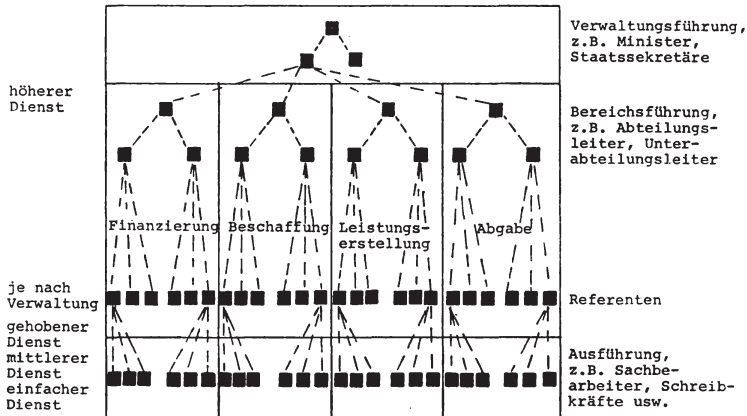 Verwaltungsführung,
z.B. Minister,
Staatssekretäre
höherer
Dienst
Bereichsführung,
z.B. Abteilungs-
leiter, Unter-
abteilungsleiter
Finanzierung
Beschaffung
Leistungs-
erstellung
Abgabe
je nach
Verwaltung
Referenten
gehobener
Dienst
mittlerer
Dienst
einfacher
Dienst
Ausführung,
z.B. Sachbe-
arbeiter, Schreib-
kräfte usw.